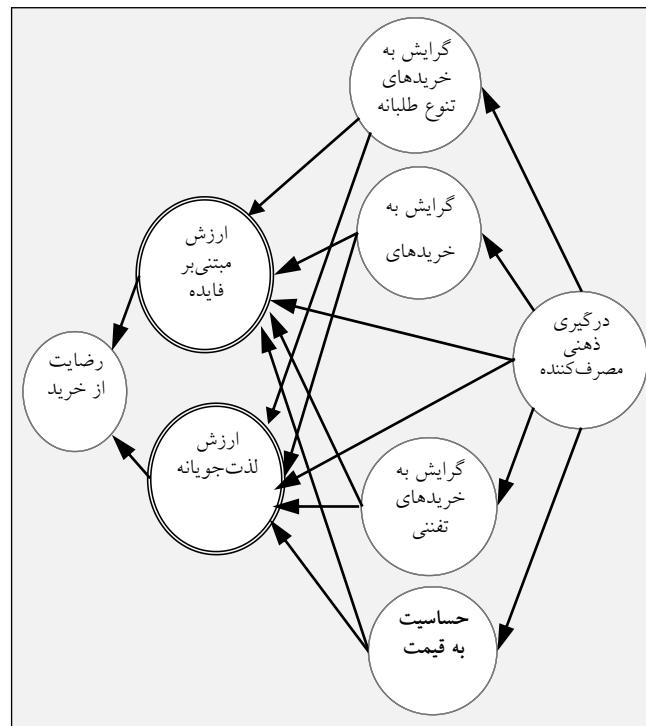 گرایش به
خریدهای
تنوع طلبانه
گرایش به
خریدهای
درگیری
ذهنی
مصرف‌کننده
گرایش به
خریدهای
تفننی
حساسیت
به قیمت
ارزش
مبتنی‌بر
فایده
ارزش
لذت‌جویانه
رضایت
از خرید